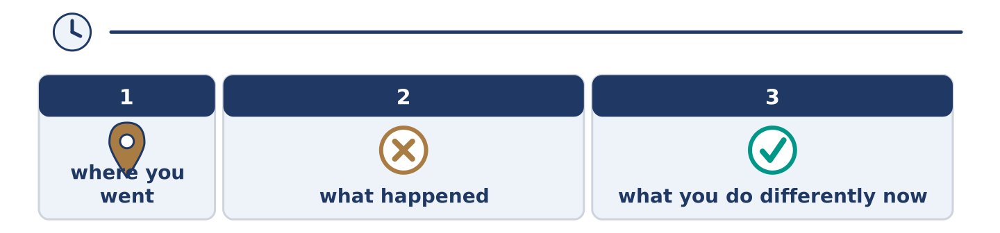 1
2
3
where you
went
what happened
what you do differently now